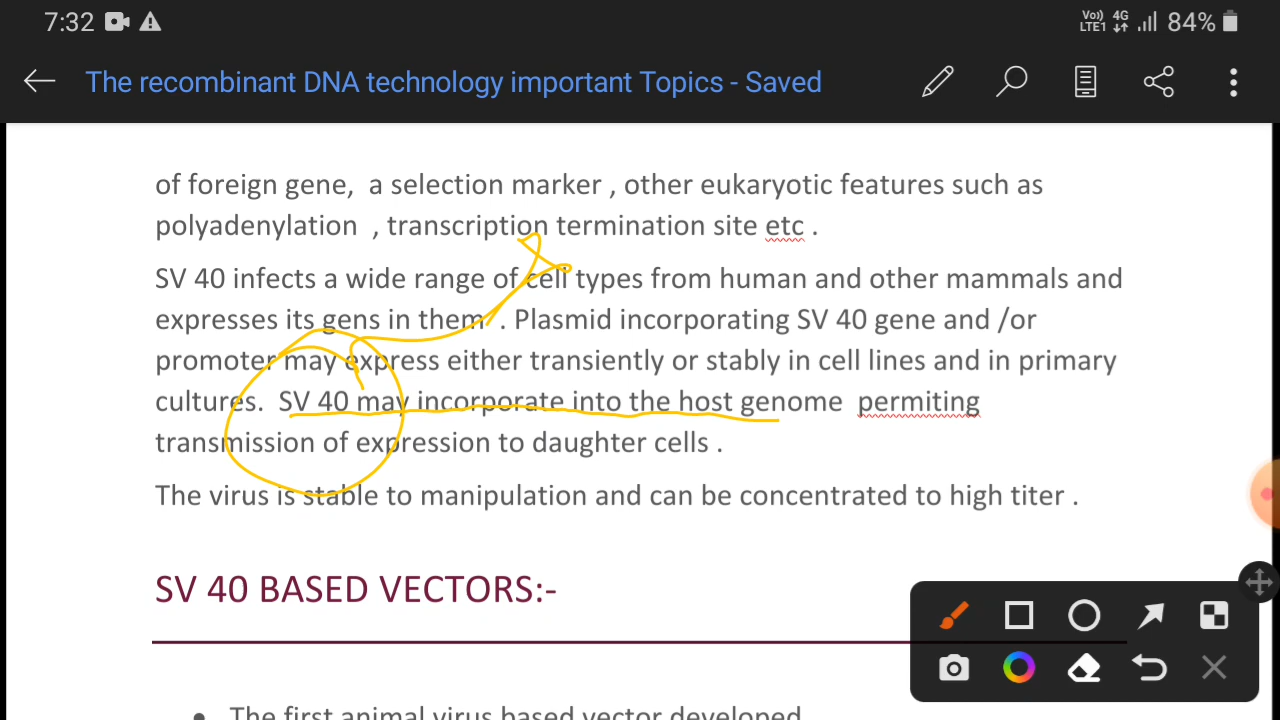 7:32 Vo) 4G LTE1 84%
The recombinant DNA technology important Topics - Saved
of foreign gene, a selection marker , other eukaryotic features such as
polyadenylation , transcription termination site etc .
SV 40 infects a wide range of cell types from human and other mammals and
expresses its gens in them . Plasmid incorporating SV 40 gene and /or
promoter may express either transiently or stably in cell lines and in primary
cultures. SV 40 may incorporate into the host genome permiting
transmission of expression to daughter cells .
The virus is stable to manipulation and can be concentrated to high titer .
SV 40 BASED VECTORS:-
• The first animal virus based vector developed